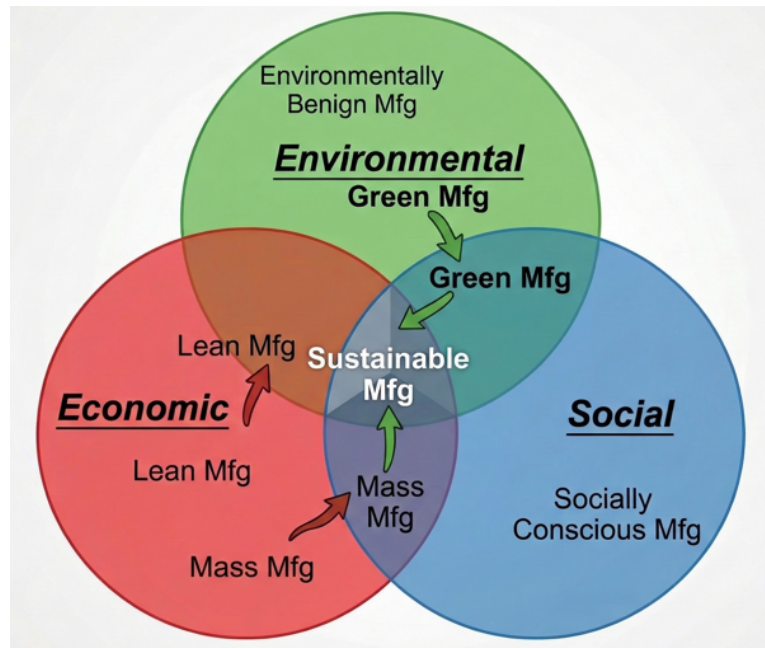 Environmentally
Benign Mfg
Environmental
Green Mfg
Green Mfg
Lean Mfg
Sustainable
Mfg
Economic
Social
Lean Mfg
Mass
Mfg
Socially
Conscious Mfg
Mass Mfg